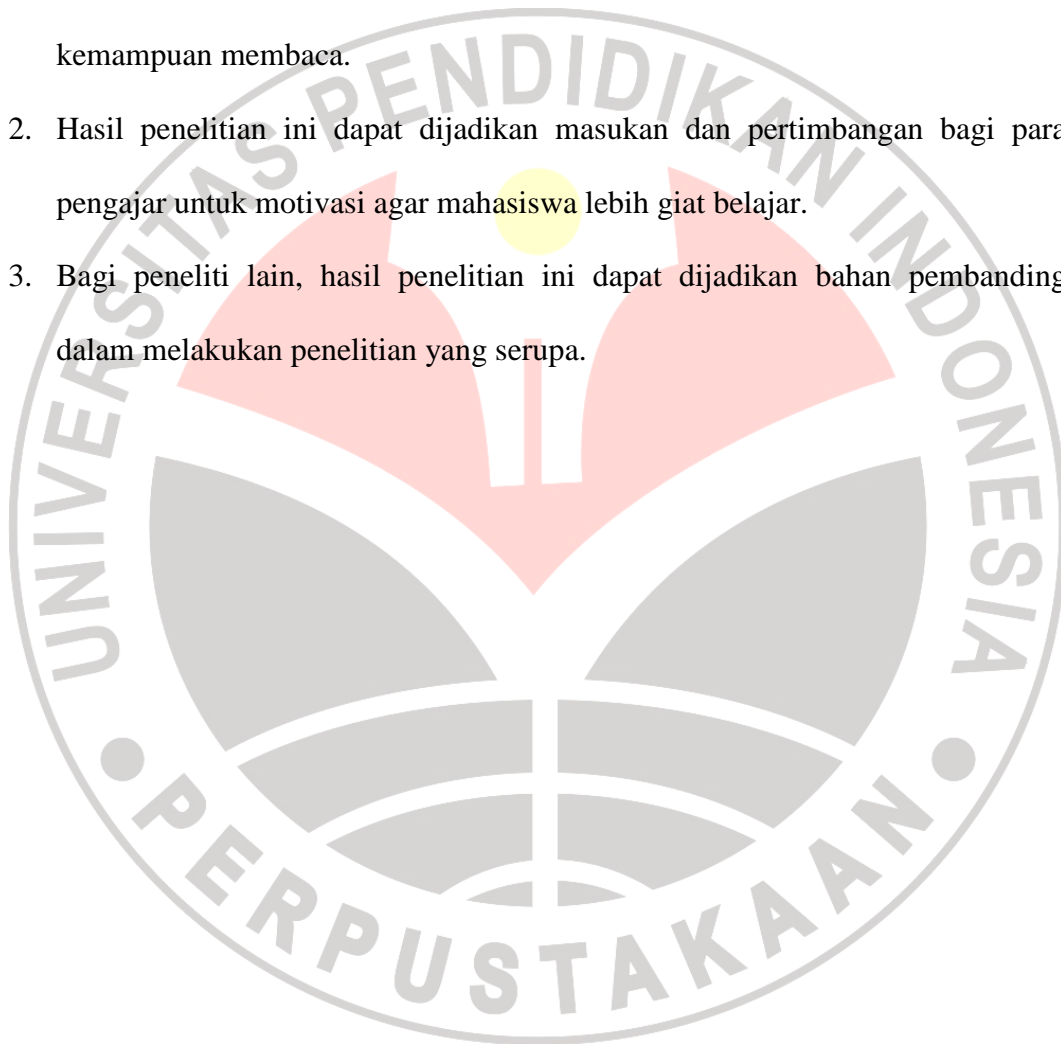 kemampuan membaca.
2. Hasil penelitian ini dapat dijadikan masukan dan pertimbangan bagi para
pengajar untuk motivasi agar mahasiswa lebih giat belajar.
3. Bagi peneliti lain, hasil penelitian ini dapat dijadikan bahan pembanding
dalam melakukan penelitian yang serupa.
UNIVERSITAS PENDIDIKAN INDONESIA
PERPUSTAKAAN